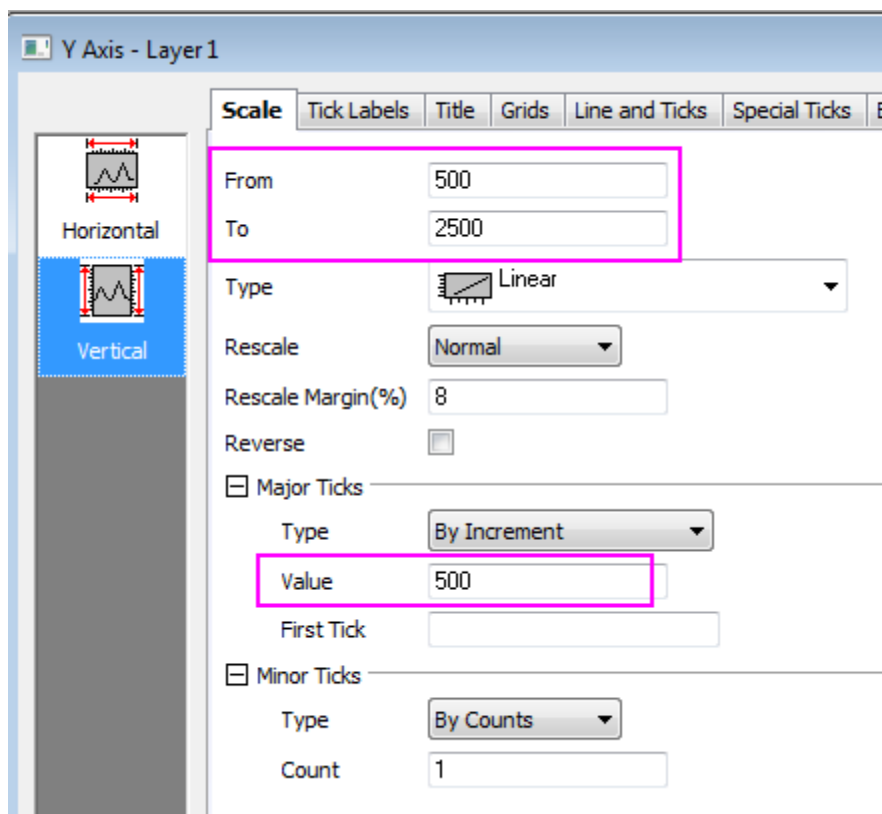 Y Axis - Layer 1
Scale Tick Labels Title Grids Line and Ticks Special Ticks
Horizontal
Vertical
From 500
To 2500
Type Linear
Rescale Normal
Rescale Margin(%) 8
Reverse
Major Ticks
Type By Increment
Value 500
First Tick
Minor Ticks
Type By Counts
Count 1